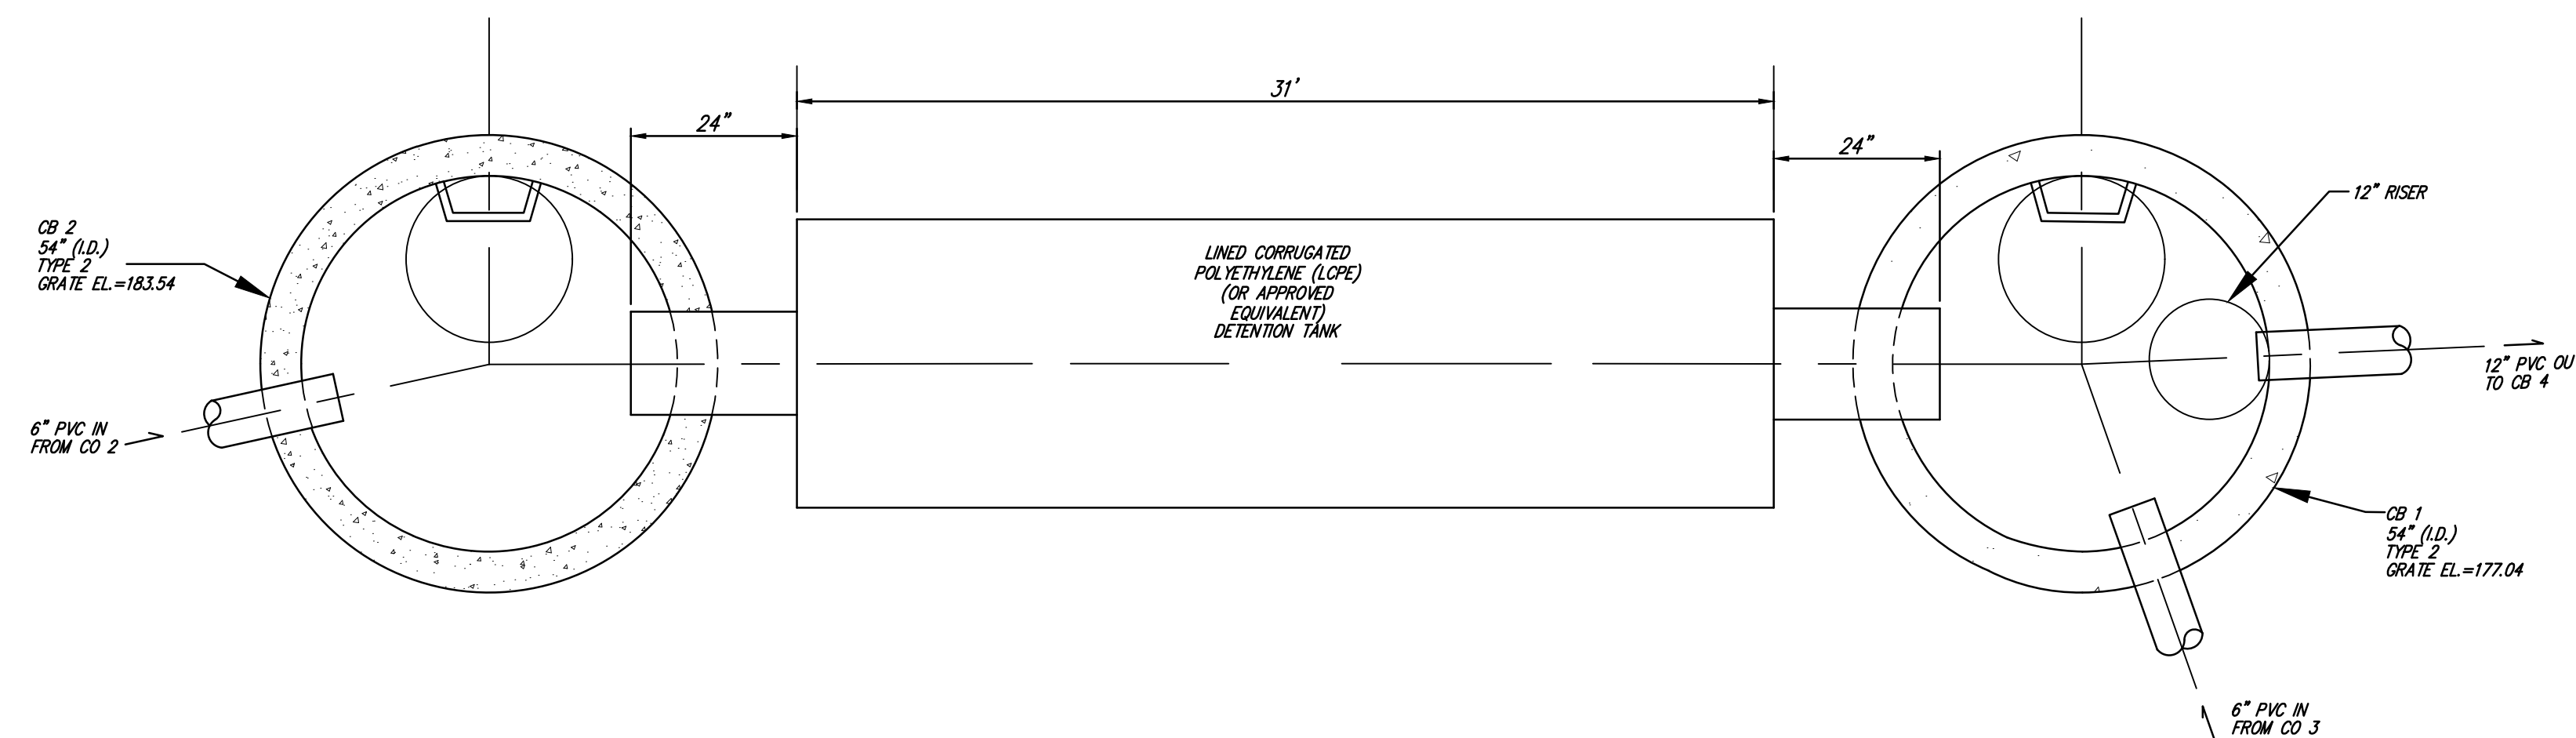 31'
24"
24"
CB 2
54" (I.D.)
TYPE 2
GRATE EL.=183.54
LINED CORRUGATED
POLYETHYLENE (LCPE)
(OR APPROVED
EQUIVALENT)
DETENTION TANK
12" RISER
12" PVC OU
TO CB 4
6" PVC IN
FROM CO 2
CB 1
54" (I.D.)
TYPE 2
GRATE EL.=177.04
6" PVC IN
FROM CO 3